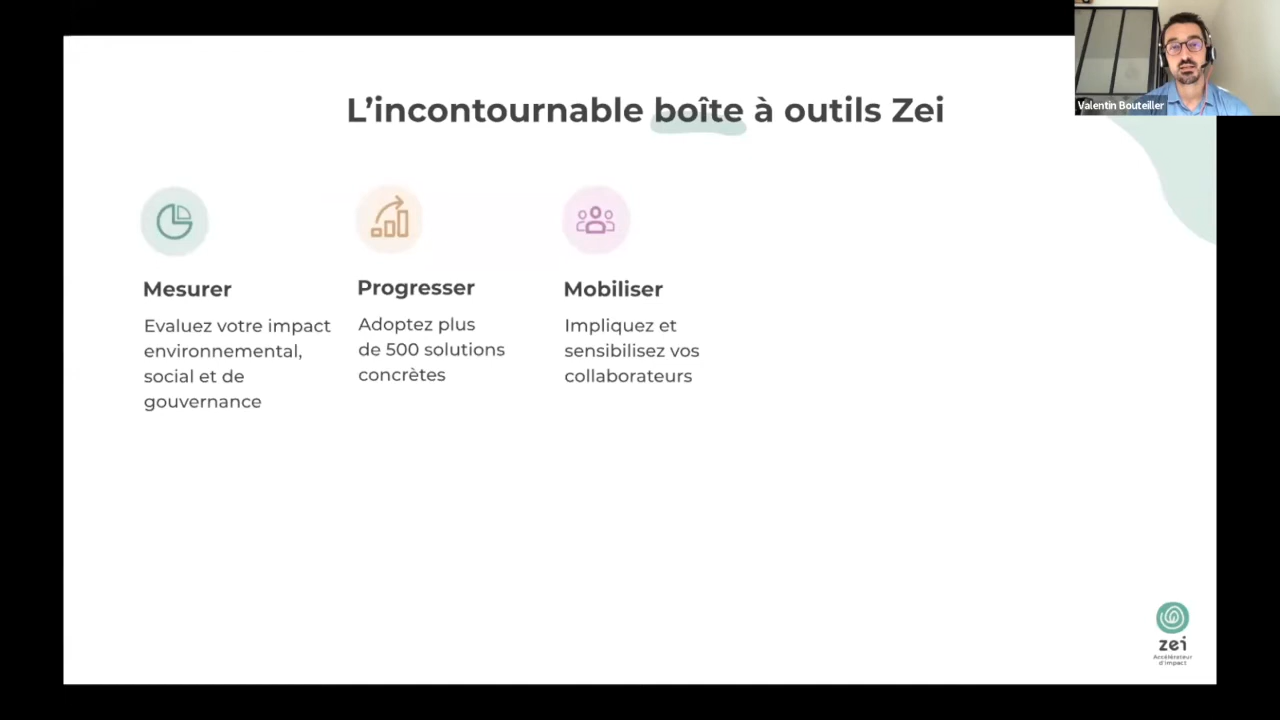 Valentin Bouteiller
L’incontournable boîte à outils Zei
Mesurer
Evaluez votre impact
environnemental,
social et de
gouvernance
Progresser
Adoptez plus
de 500 solutions
concrètes
Mobiliser
Impliquez et
sensibilisez vos
collaborateurs
zei
Accélérateur
d'impact